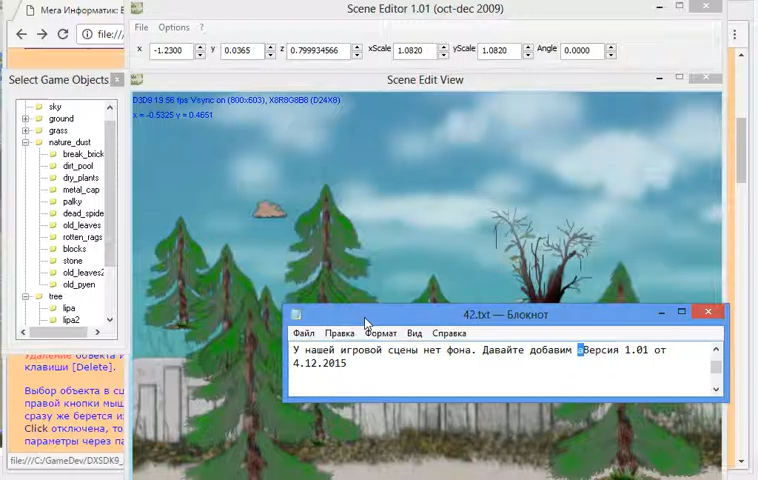 Мега Информатик: В
Scene Editor 1.01 (oct-dec 2009)
file://
File Options ?
x -1.2300 y 0.0365 z 0.799934566 xScale 1.0820 yScale 1.0820 Angle 0.0000
Select Game Objects
sky
ground
grass
nature_dust
break_brick
dirt_pool
dry_plants
metal_cap
palky
dead_spide
old_leaves
rotten_rags
blocks
stone
old_leaves2
old_pyen
tree
lipa
lipa2
Scene Edit View
D3D9 19.56 fps Vsync on (800x603), X8R8G8B8 (D24X8)
x = -0.5325 y = 0.4651
42.txt — Блокнот
Файл Правка Формат Вид Справка
У нашей игровой сцены нет фона. Давайте добавим вВерсия 1.01 от
4.12.2015
Удаление объекта и
клавиши [Delete].
Выбор объекта в сц
правой кнопки мыш
сразу же берется из
Click отключена, то
параметры через па
file:///C:/GameDev/DXSDK9_